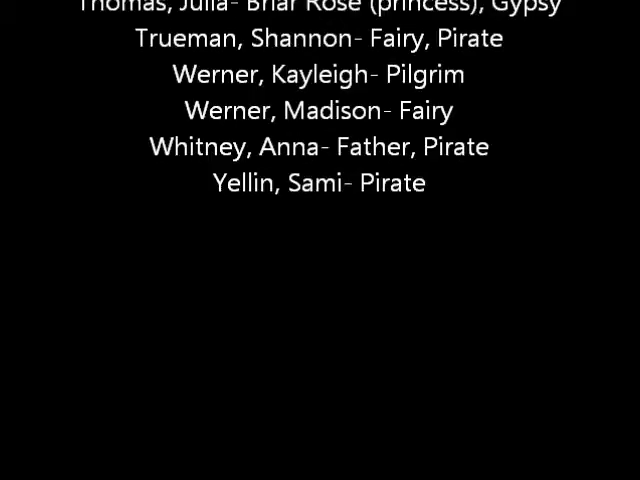 Thomas, Julia- Briar Rose (princess), Gypsy
Trueman, Shannon- Fairy, Pirate
Werner, Kayleigh- Pilgrim
Werner, Madison- Fairy
Whitney, Anna- Father, Pirate
Yellin, Sami- Pirate